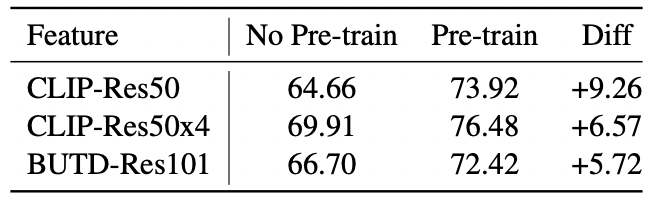 Feature No Pre-train Pre-train Diff
CLIP-Res50 64.66 73.92 +9.26
CLIP-Res50x4 69.91 76.48 +6.57
BUTD-Res101 66.70 72.42 +5.72